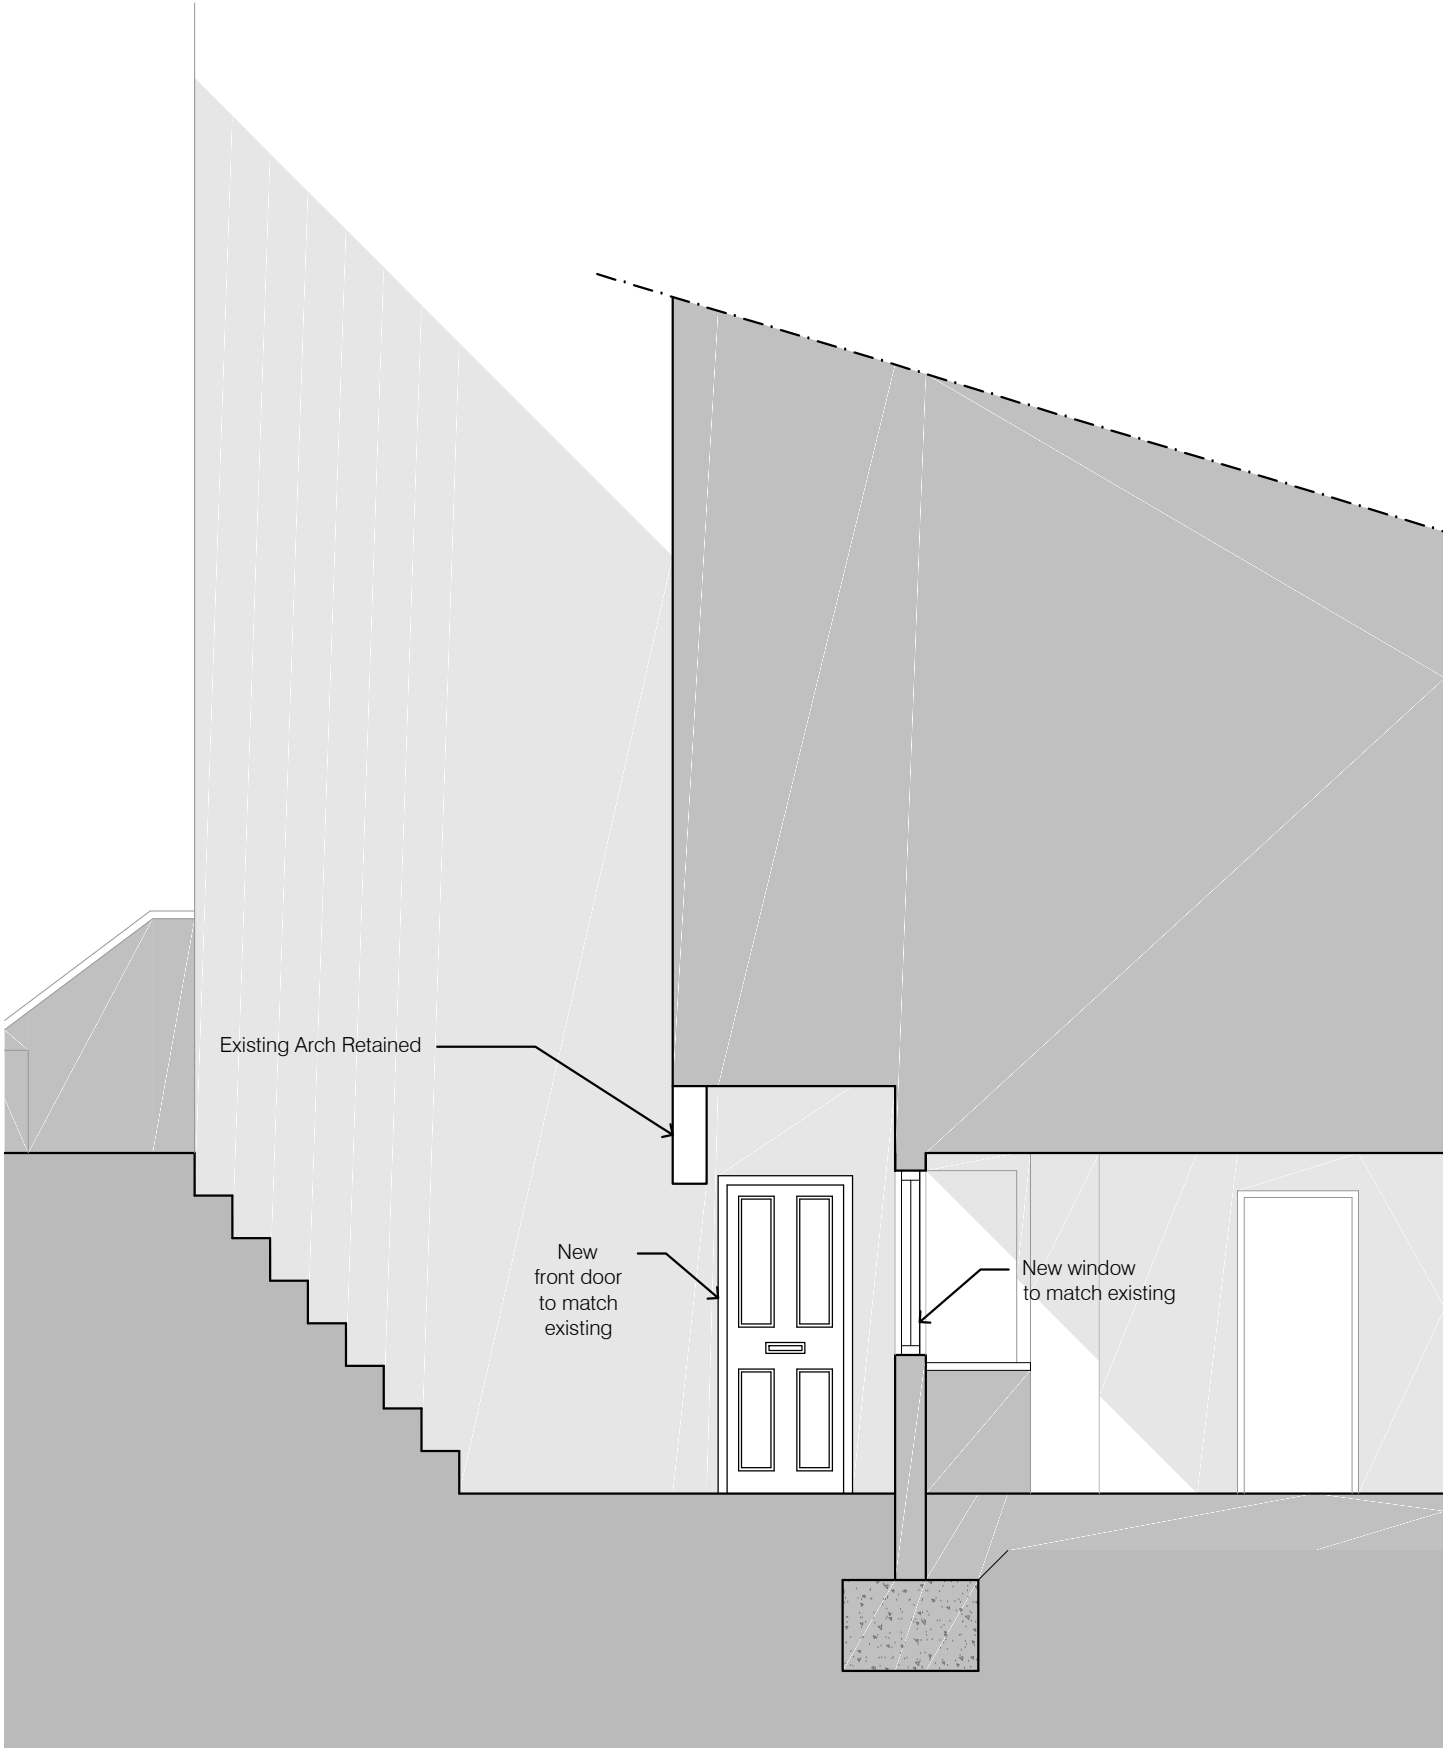 Existing Arch Retained
New
front door
to match
existing
New window
to match existing